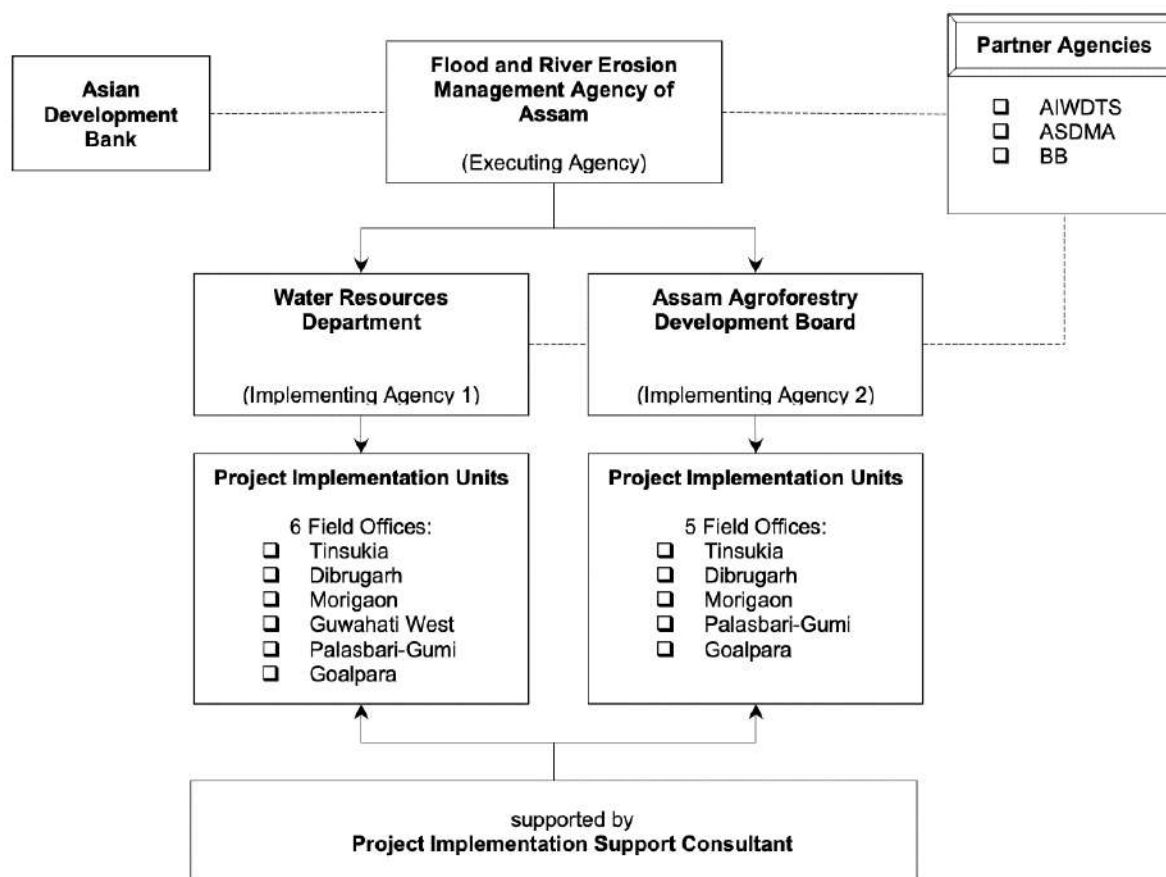 Asian
Development
Bank
Flood and River Erosion
Management Agency of
Assam
(Executing Agency)
Partner Agencies
❑ AIWDTS
❑ ASDMA
❑ BB
Water Resources
Department
(Implementing Agency 1)
Assam Agroforestry
Development Board
(Implementing Agency 2)
Project Implementation Units
6 Field Offices:
❑ Tinsukia
❑ Dibrugarh
❑ Morigaon
❑ Guwahati West
❑ Palasbari-Gumi
❑ Goalpara
Project Implementation Units
5 Field Offices:
❑ Tinsukia
❑ Dibrugarh
❑ Morigaon
❑ Palasbari-Gumi
❑ Goalpara
supported by
Project Implementation Support Consultant